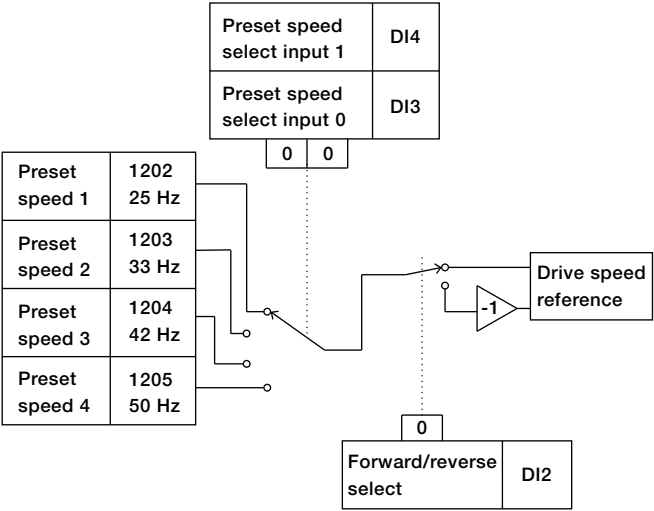 Preset speed
select input 1
DI4
Preset speed
select input 0
DI3
0 0
Preset
speed 1
1202
25 Hz
Preset
speed 2
1203
33 Hz
Preset
speed 3
1204
42 Hz
Preset
speed 4
1205
50 Hz
Drive speed
reference
-1
0
Forward/reverse
select
DI2